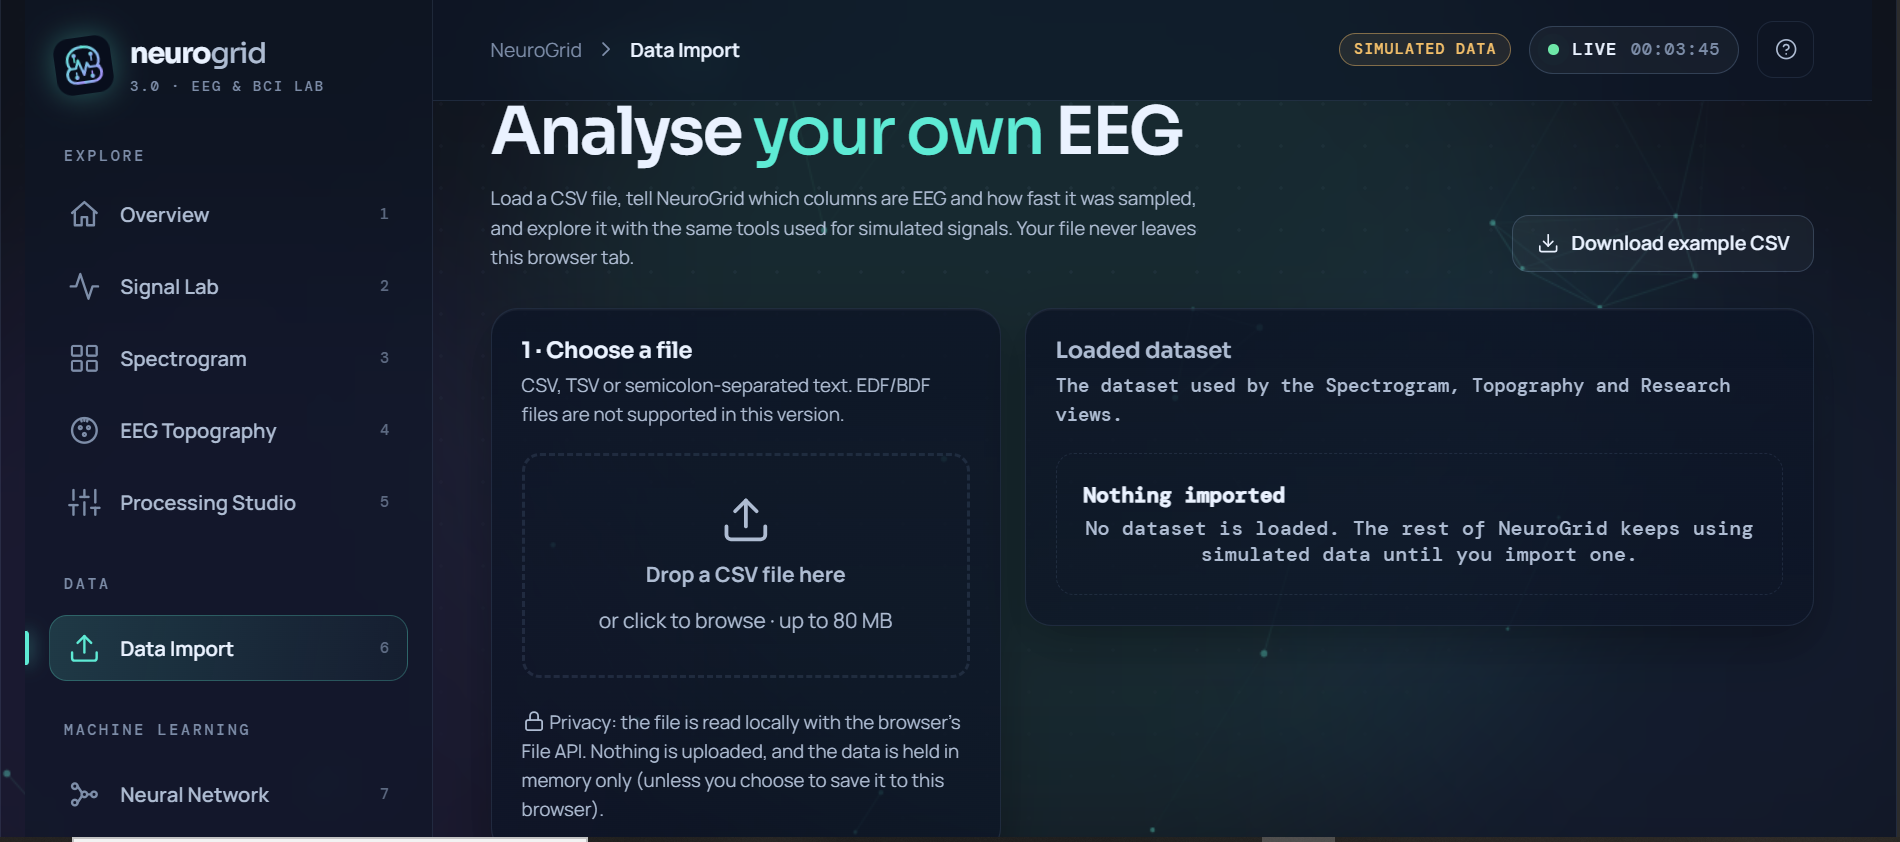 neurogrid
3.0 · EEG & BCI LAB
EXPLORE
Overview 1
Signal Lab 2
Spectrogram 3
EEG Topography 4
Processing Studio 5
DATA
Data Import 6
MACHINE LEARNING
Neural Network 7
NeuroGrid > Data Import
SIMULATED DATA
LIVE 00:03:45
?
Analyse your own EEG
Load a CSV file, tell NeuroGrid which columns are EEG and how fast it was sampled,
and explore it with the same tools used for simulated signals. Your file never leaves
this browser tab.
Download example CSV
1 · Choose a file
CSV, TSV or semicolon-separated text. EDF/BDF
files are not supported in this version.
Drop a CSV file here
or click to browse · up to 80 MB
Privacy: the file is read locally with the browser's
File API. Nothing is uploaded, and the data is held in
memory only (unless you choose to save it to this
browser).
Loaded dataset
The dataset used by the Spectrogram, Topography and Research
views.
Nothing imported
No dataset is loaded. The rest of NeuroGrid keeps using
simulated data until you import one.